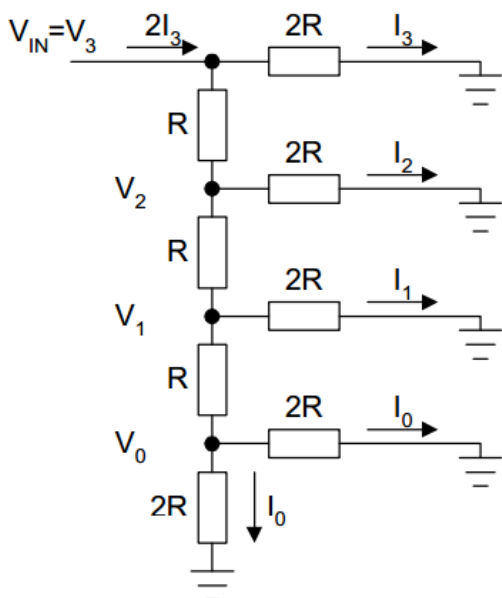 V_IN=V_3 2I_3 2R I_3
R
V_2 2R I_2
R
V_1 2R I_1
R
V_0 2R I_0
2R I_0